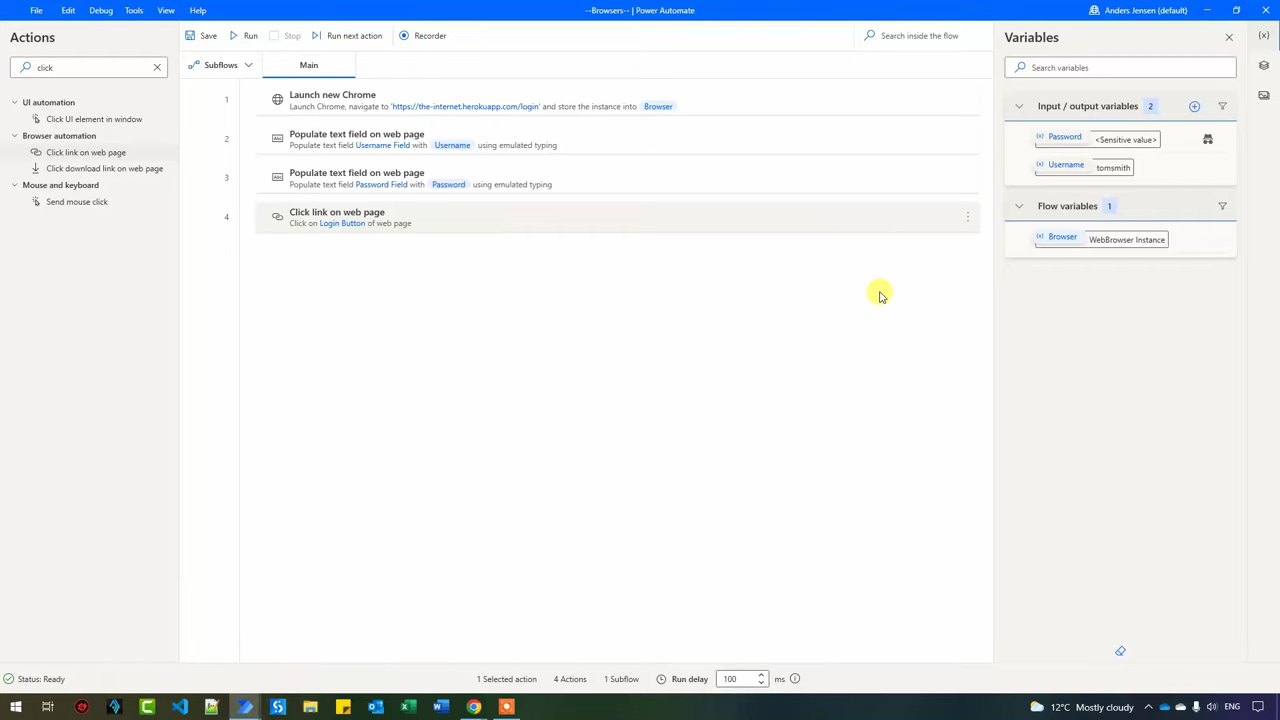 File Edit Debug Tools View Help --Browsers-- | Power Automate Anders Jensen (default)
Actions
Save Run Stop Run next action Recorder Search inside the flow
Variables
click
Subflows Main
Search variables
UI automation
Click UI element in window
Browser automation
Click link on web page
Click download link on web page
Mouse and keyboard
Send mouse click
1 Launch new Chrome
Launch Chrome, navigate to 'https://the-internet.herokuapp.com/login' and store the instance into Browser
2 Populate text field on web page
Populate text field Username Field with Username using emulated typing
3 Populate text field on web page
Populate text field Password Field with Password using emulated typing
4 Click link on web page
Click on Login Button of web page
Input / output variables 2
{x} Password <Sensitive value>
{x} Username tomsmith
Flow variables 1
{x} Browser WebBrowser Instance
Status: Ready 1 Selected action 4 Actions 1 Subflow Run delay 100 ms
12°C Mostly cloudy ENG